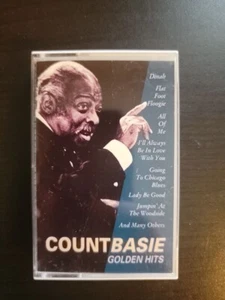 Dinah
Flat
Foot
Floogie
All
Of
Me
I'll Always
Be In Love
With You
Going
To Chicago
Blues
Lady Be Good
Jumpin' At
The Woodside
And Many Others
COUNTBASIE
GOLDEN HITS